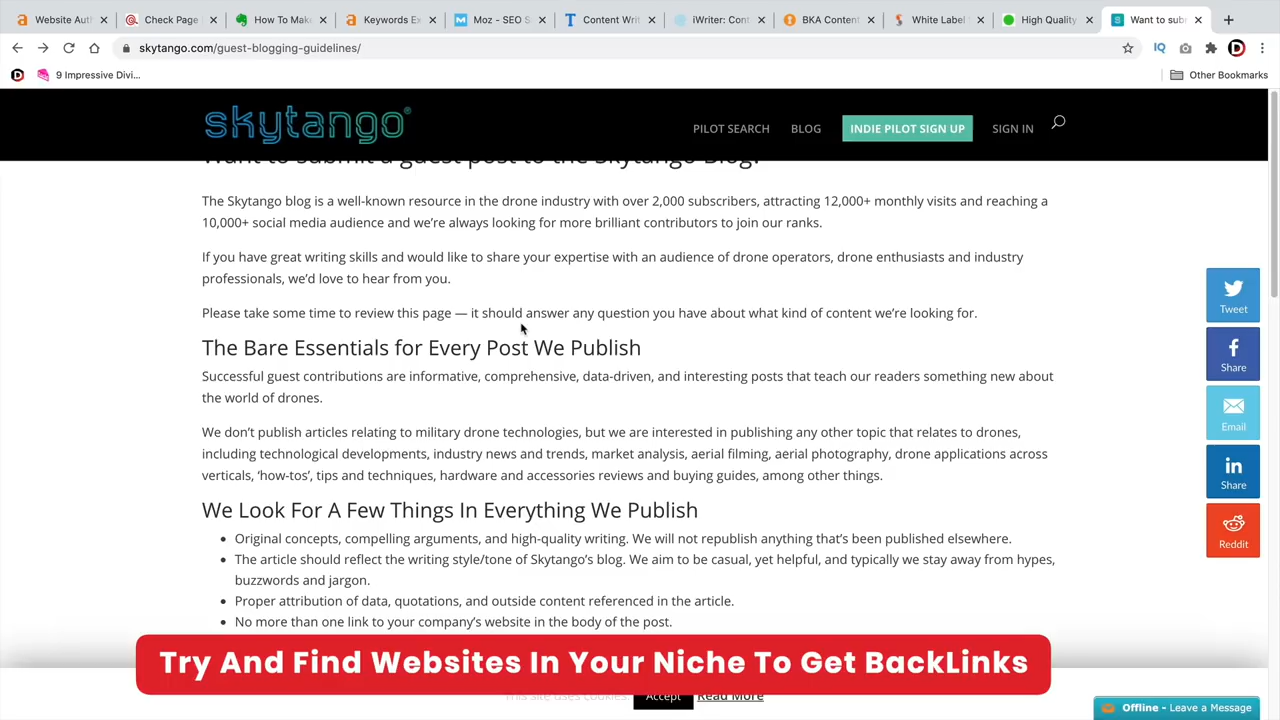 Website Auth
Check Page
How To Make
Keywords Ex
Moz - SEO S
Content Writ
iWriter: Cont
BKA Content
White Label
High Quality
Want to sub
skytango.com/guest-blogging-guidelines/
IQ
9 Impressive Divi...
Other Bookmarks
skytango®
PILOT SEARCH
BLOG
INDIE PILOT SIGN UP
SIGN IN
Want to submit a guest post to the Skytango Blog?
The Skytango blog is a well-known resource in the drone industry with over 2,000 subscribers, attracting 12,000+ monthly visits and reaching a
10,000+ social media audience and we're always looking for more brilliant contributors to join our ranks.
If you have great writing skills and would like to share your expertise with an audience of drone operators, drone enthusiasts and industry
professionals, we'd love to hear from you.
Please take some time to review this page — it should answer any question you have about what kind of content we're looking for.
The Bare Essentials for Every Post We Publish
Successful guest contributions are informative, comprehensive, data-driven, and interesting posts that teach our readers something new about
the world of drones.
We don't publish articles relating to military drone technologies, but we are interested in publishing any other topic that relates to drones,
including technological developments, industry news and trends, market analysis, aerial filming, aerial photography, drone applications across
verticals, 'how-tos', tips and techniques, hardware and accessories reviews and buying guides, among other things.
We Look For A Few Things In Everything We Publish
Original concepts, compelling arguments, and high-quality writing. We will not republish anything that's been published elsewhere.
The article should reflect the writing style/tone of Skytango's blog. We aim to be casual, yet helpful, and typically we stay away from hypes,
buzzwords and jargon.
Proper attribution of data, quotations, and outside content referenced in the article.
No more than one link to your company's website in the body of the post.
Tweet
Share
Email
Share
Reddit
Try And Find Websites In Your Niche To Get BackLinks
This site uses cookies
Accept
Read More
Offline - Leave a Message